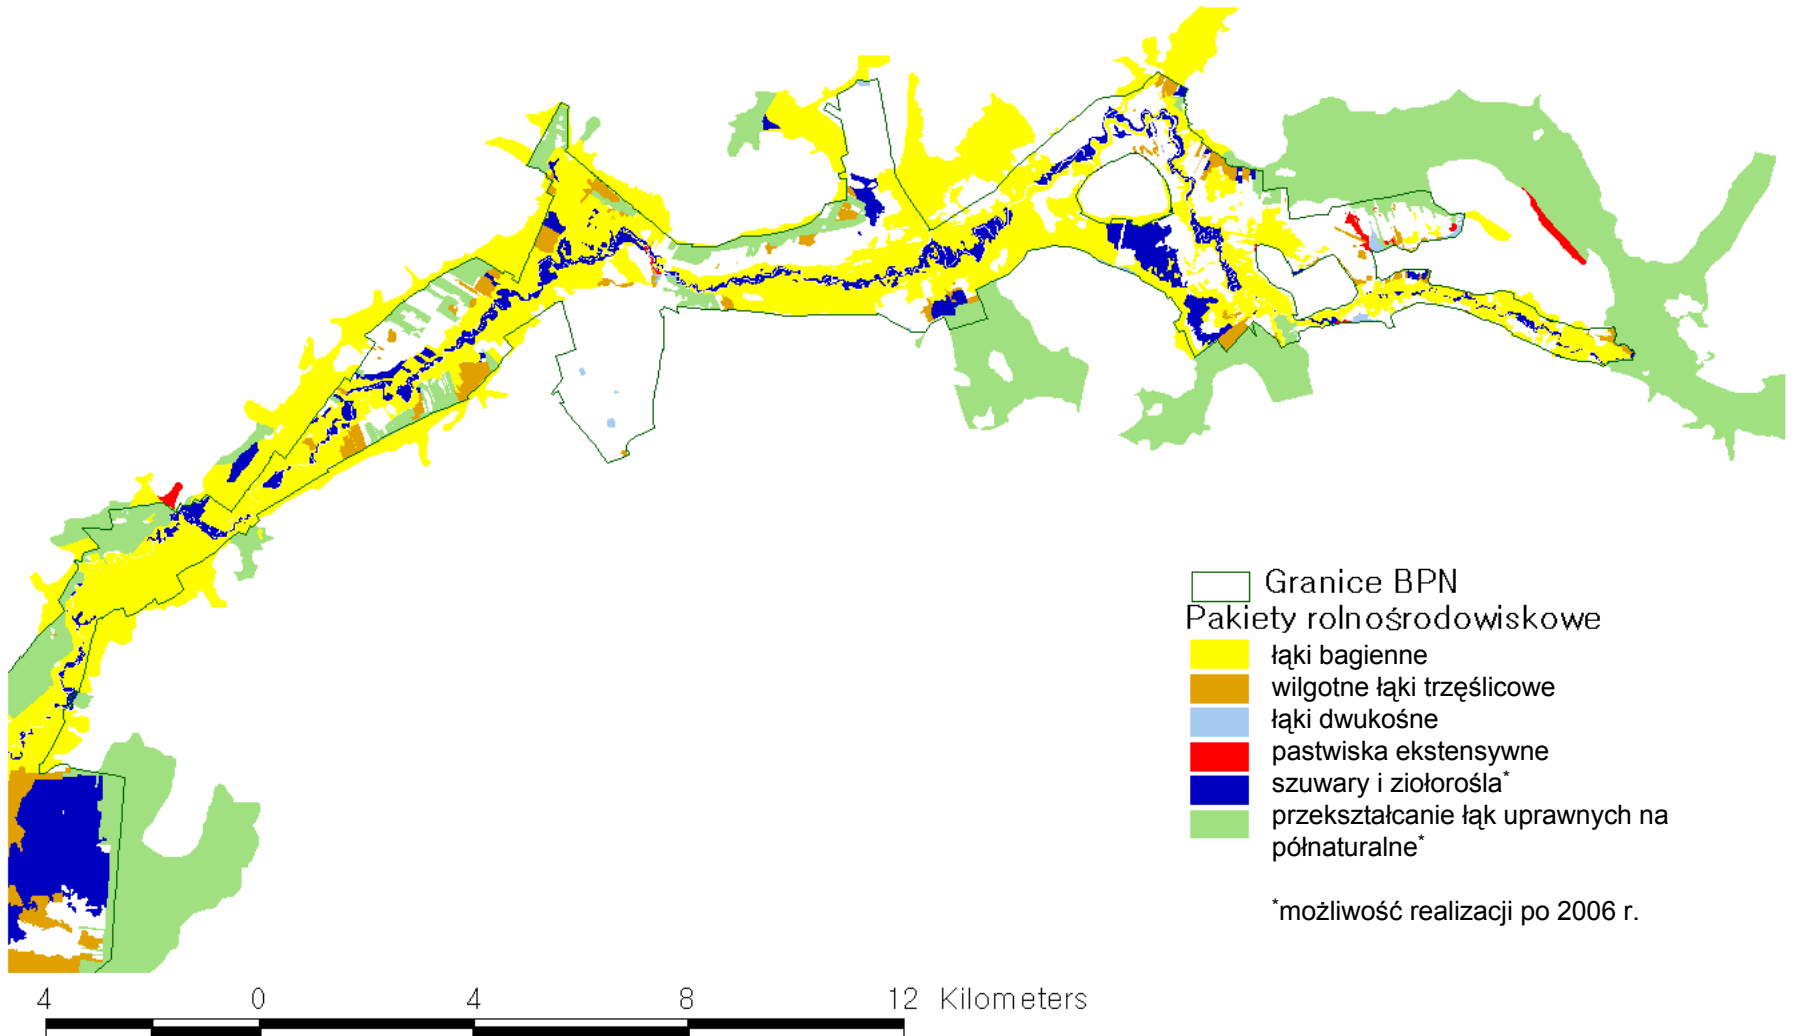 Granice BPN
Pakiety rolnośrodowiskowe
łąki bagienne
wilgotne łąki trzęślicowe
łąki dwukośne
pastwiska ekstensywne
szuwary i ziołorośla*
przekształcanie łąk uprawnych na
półnaturalne*
*możliwość realizacji po 2006 r.
4 0 4 8 12 Kilometers